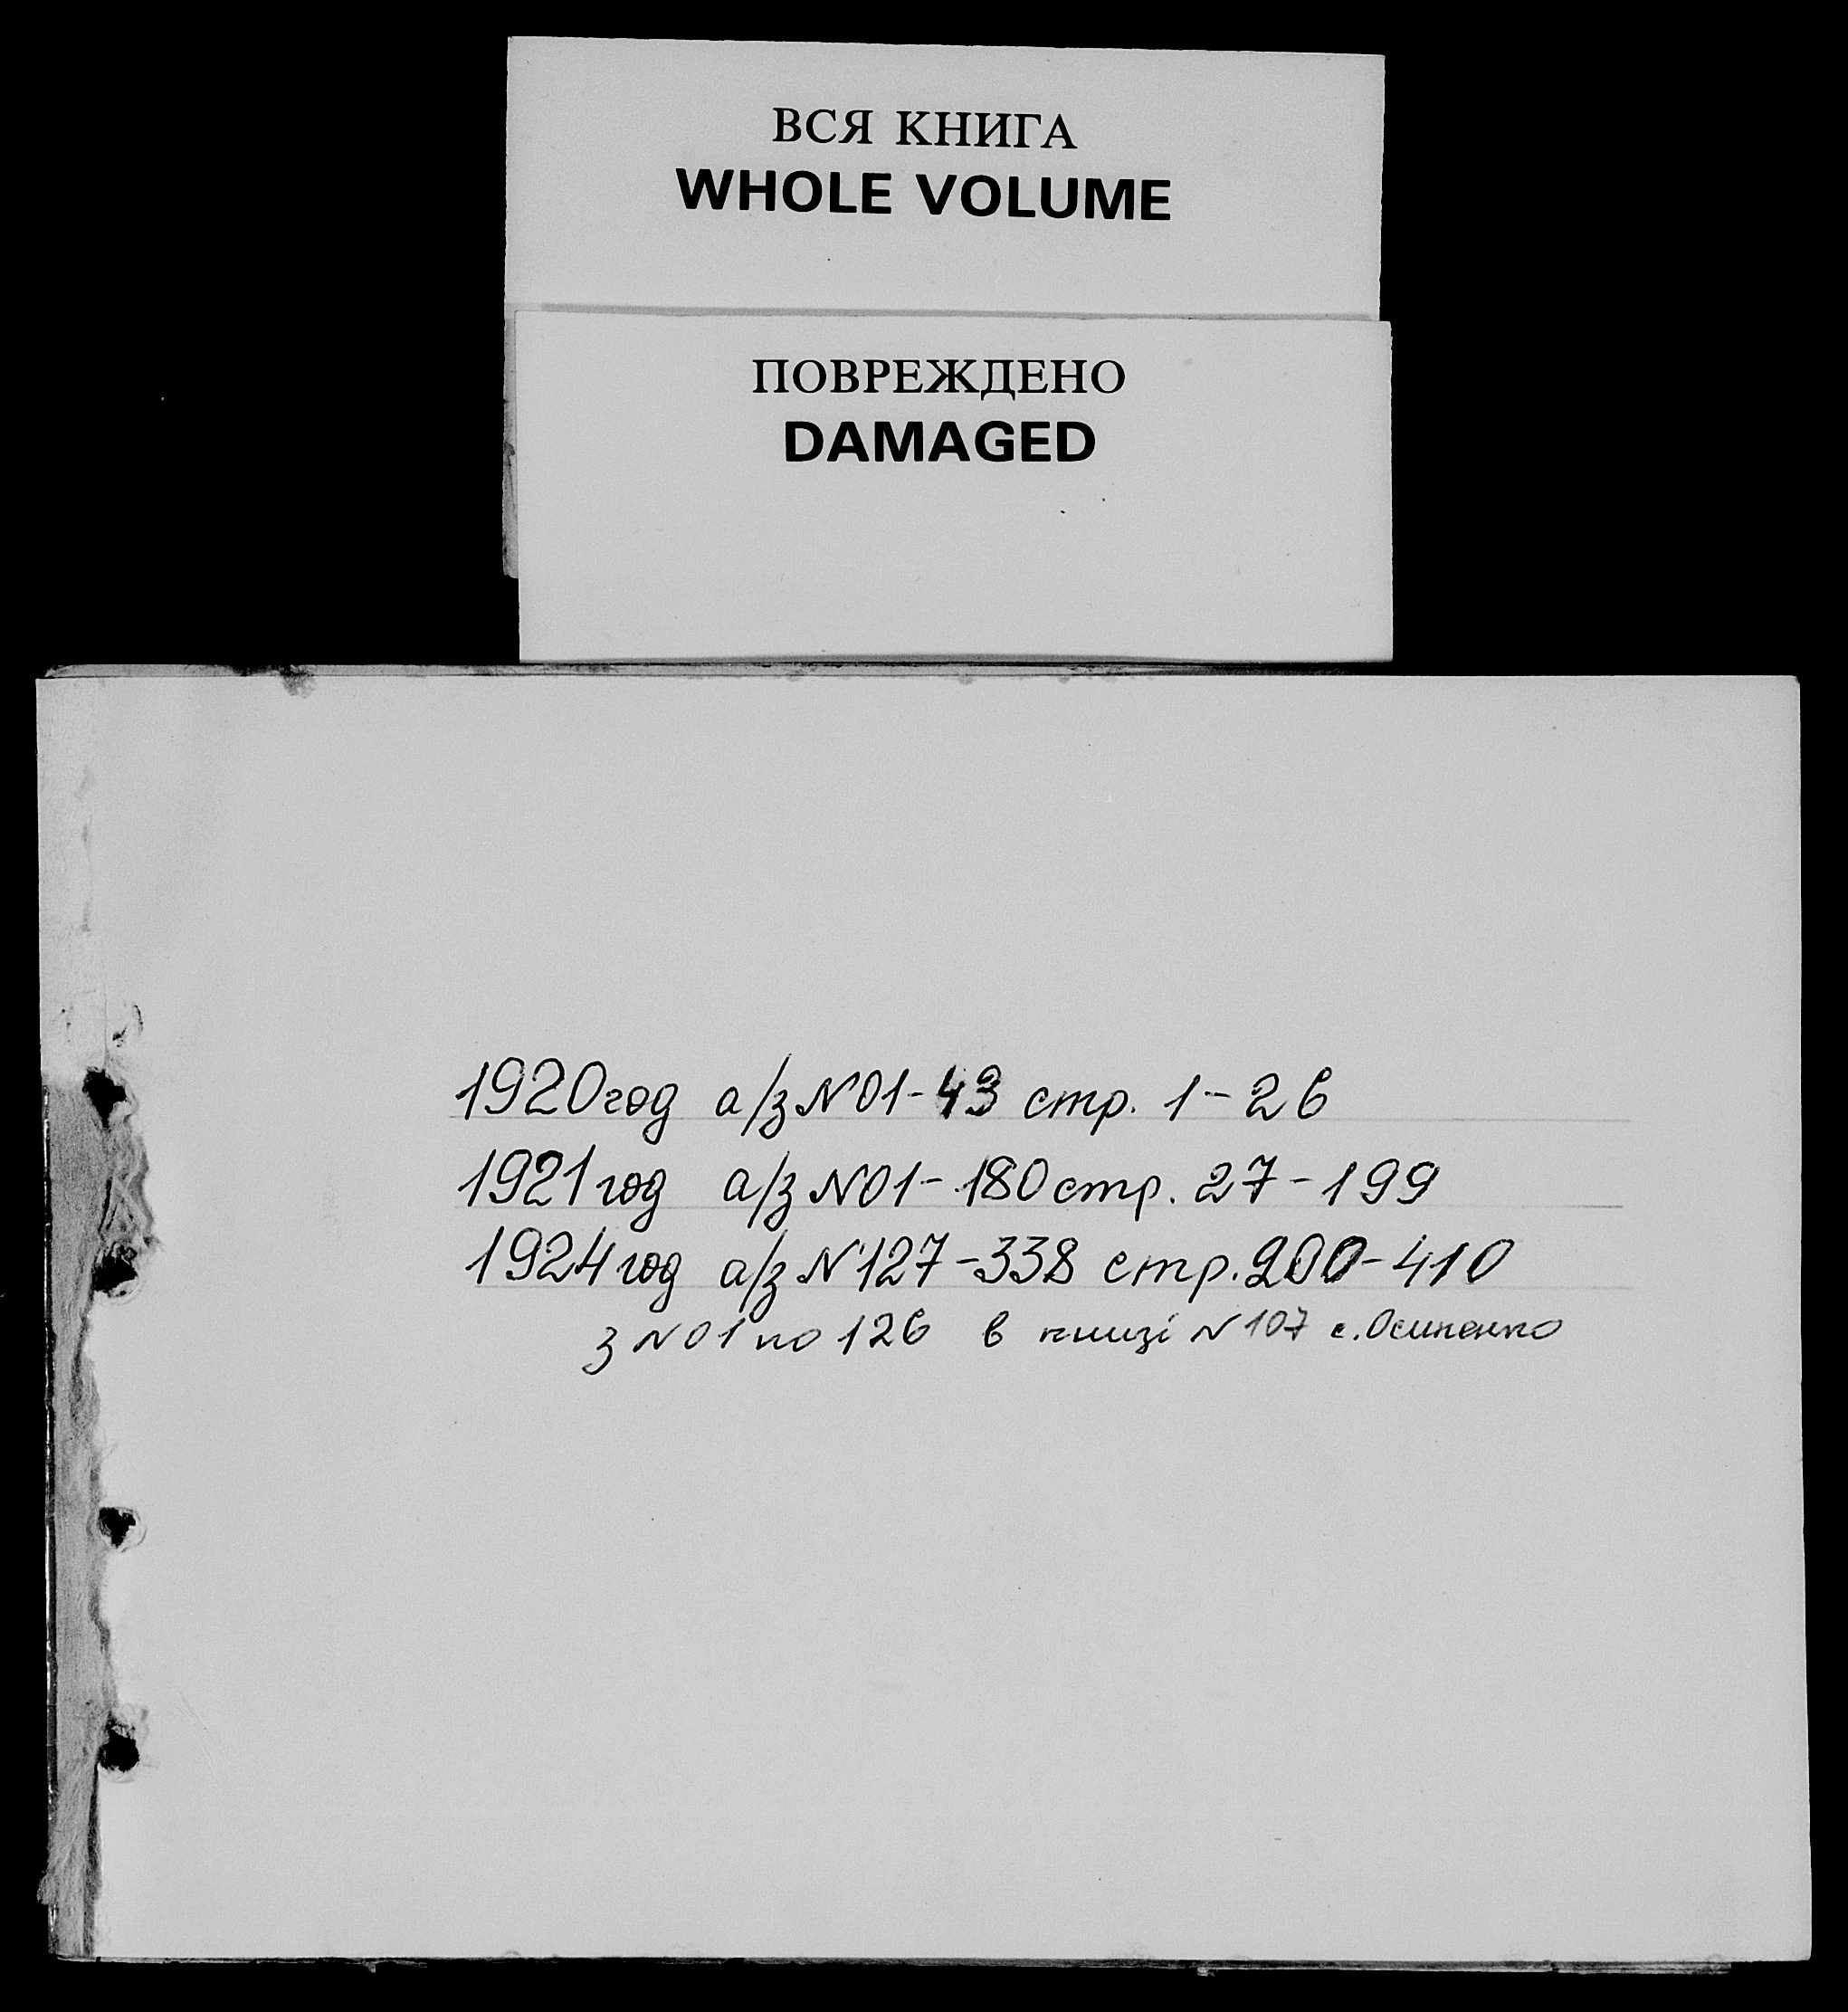 ВСЯ КНИГА
WHOLE VOLUME
ПОВРЕЖДЕНО
DAMAGED
1920 год а/з №01-43 стр. 1-26
1921 год а/з №01-180 стр. 27-199
1924 год а/з №127-338 стр. 200-410
з №01 по 126 в книзі №107 с. Осипенко